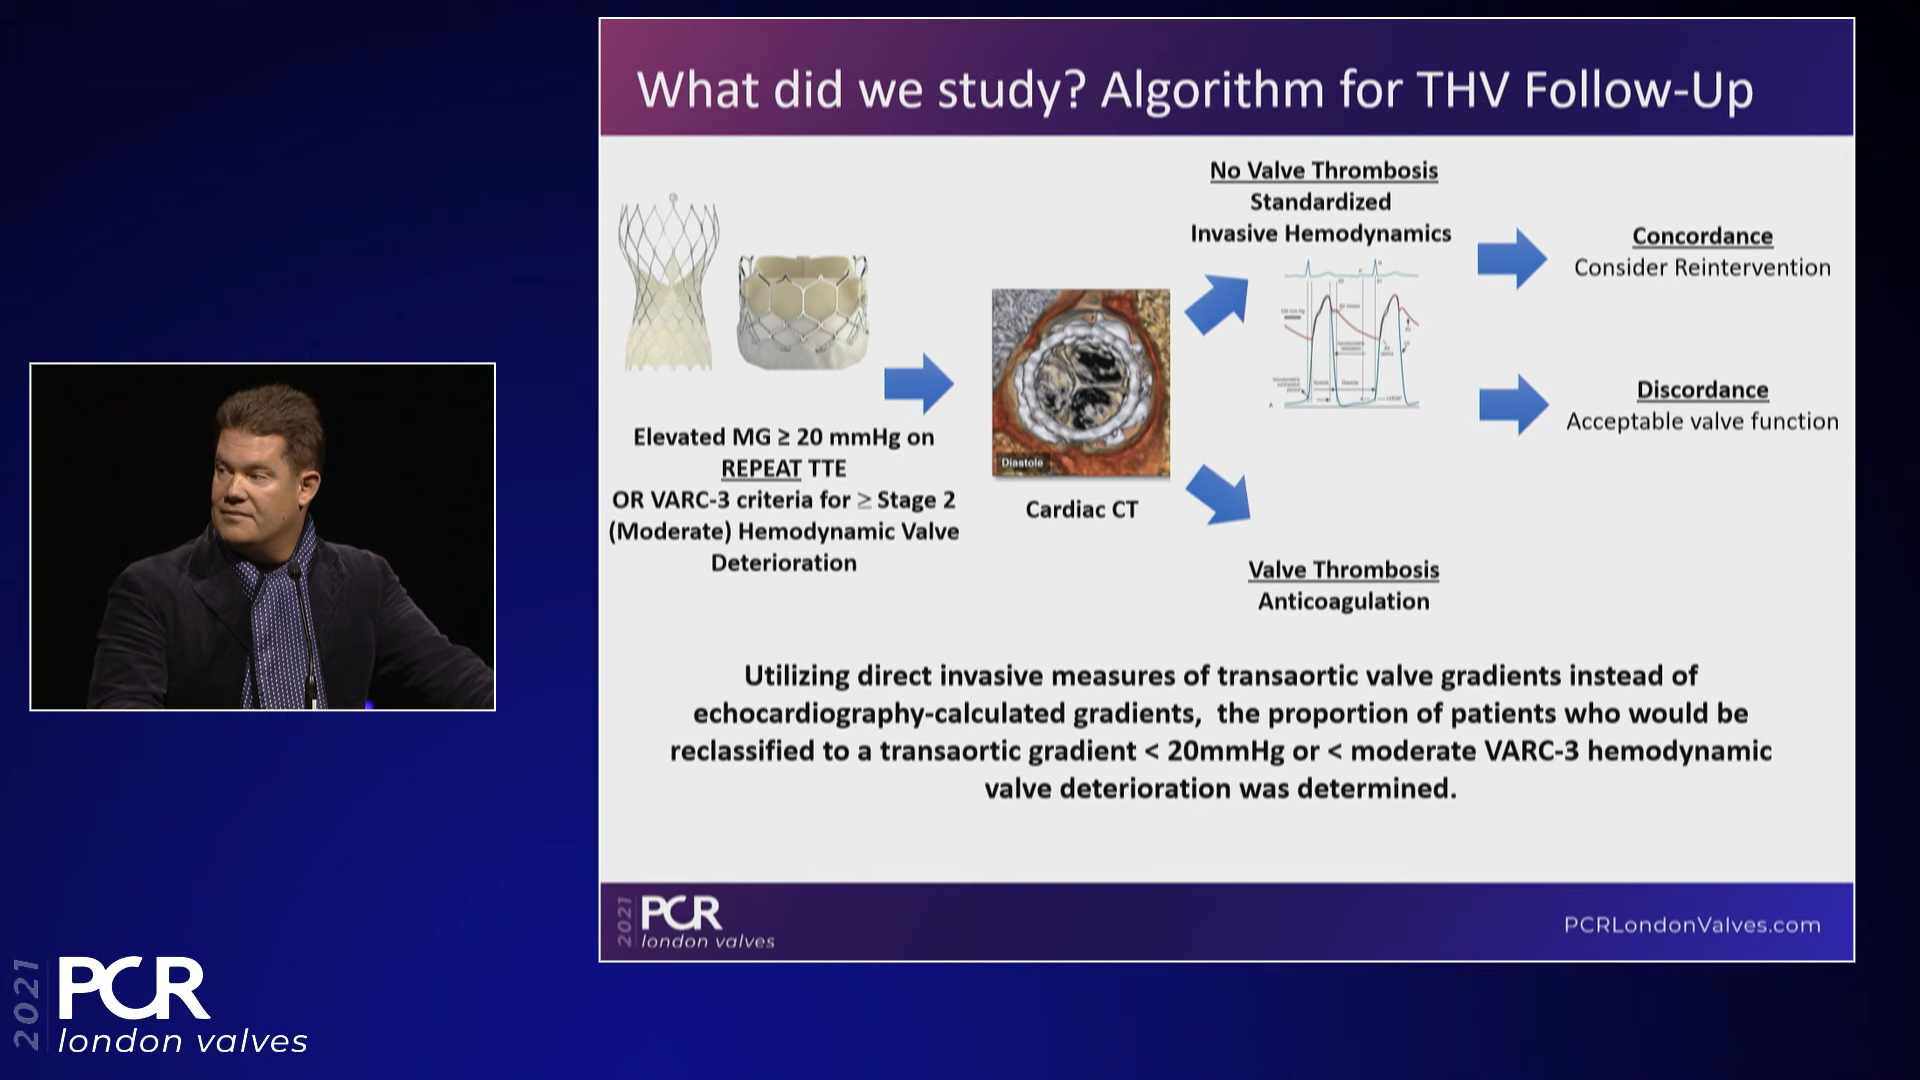 What did we study? Algorithm for THV Follow-Up
Elevated MG ≥ 20 mmHg on
REPEAT TTE
OR VARC-3 criteria for ≥ Stage 2
(Moderate) Hemodynamic Valve
Deterioration
Diastole
Cardiac CT
No Valve Thrombosis
Standardized
Invasive Hemodynamics
Valve Thrombosis
Anticoagulation
Concordance
Consider Reintervention
Discordance
Acceptable valve function
Utilizing direct invasive measures of transaortic valve gradients instead of
echocardiography-calculated gradients, the proportion of patients who would be
reclassified to a transaortic gradient < 20mmHg or < moderate VARC-3 hemodynamic
valve deterioration was determined.
2021
PCR
london valves
PCRLondonValves.com
2021
PCR
london valves